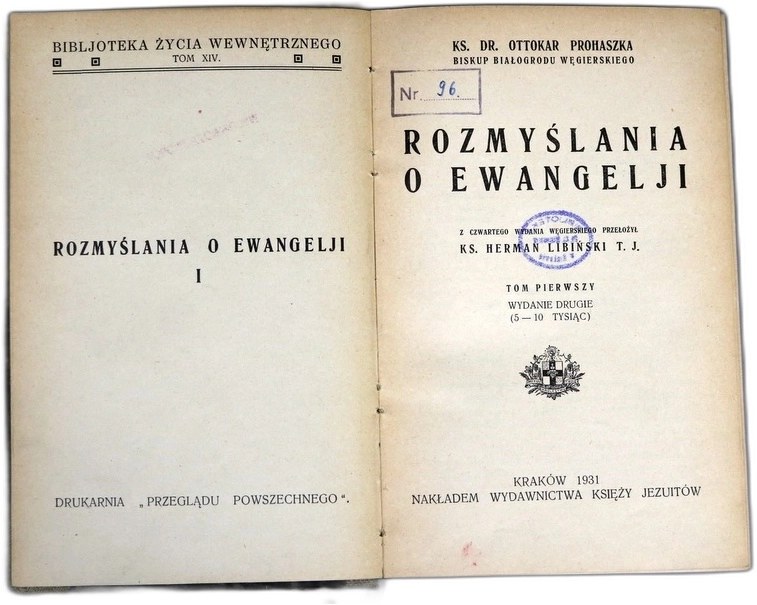 BIBLJOTEKA ŻYCIA WEWNĘTRZNEGO
TOM XIV.
ROZMYŚLANIA O EWANGELJI
I
DRUKARNIA „PRZEGLĄDU POWSZECHNEGO“.
KS. DR. OTTOKAR PROHASZKA
BISKUP BIAŁOGRODU WĘGIERSKIEGO
Nr. 96.
ROZMYŚLANIA
O EWANGELJI
Z CZWARTEGO WYDANIA WĘGIERSKIEGO PRZEŁOŻYŁ
KS. HERMAN LIBIŃSKI T. J.
TOM PIERWSZY
WYDANIE DRUGIE
(5 — 10 TYSIĄC)
KRAKÓW 1931
NAKŁADEM WYDAWNICTWA KSIĘŻY JEZUITÓW